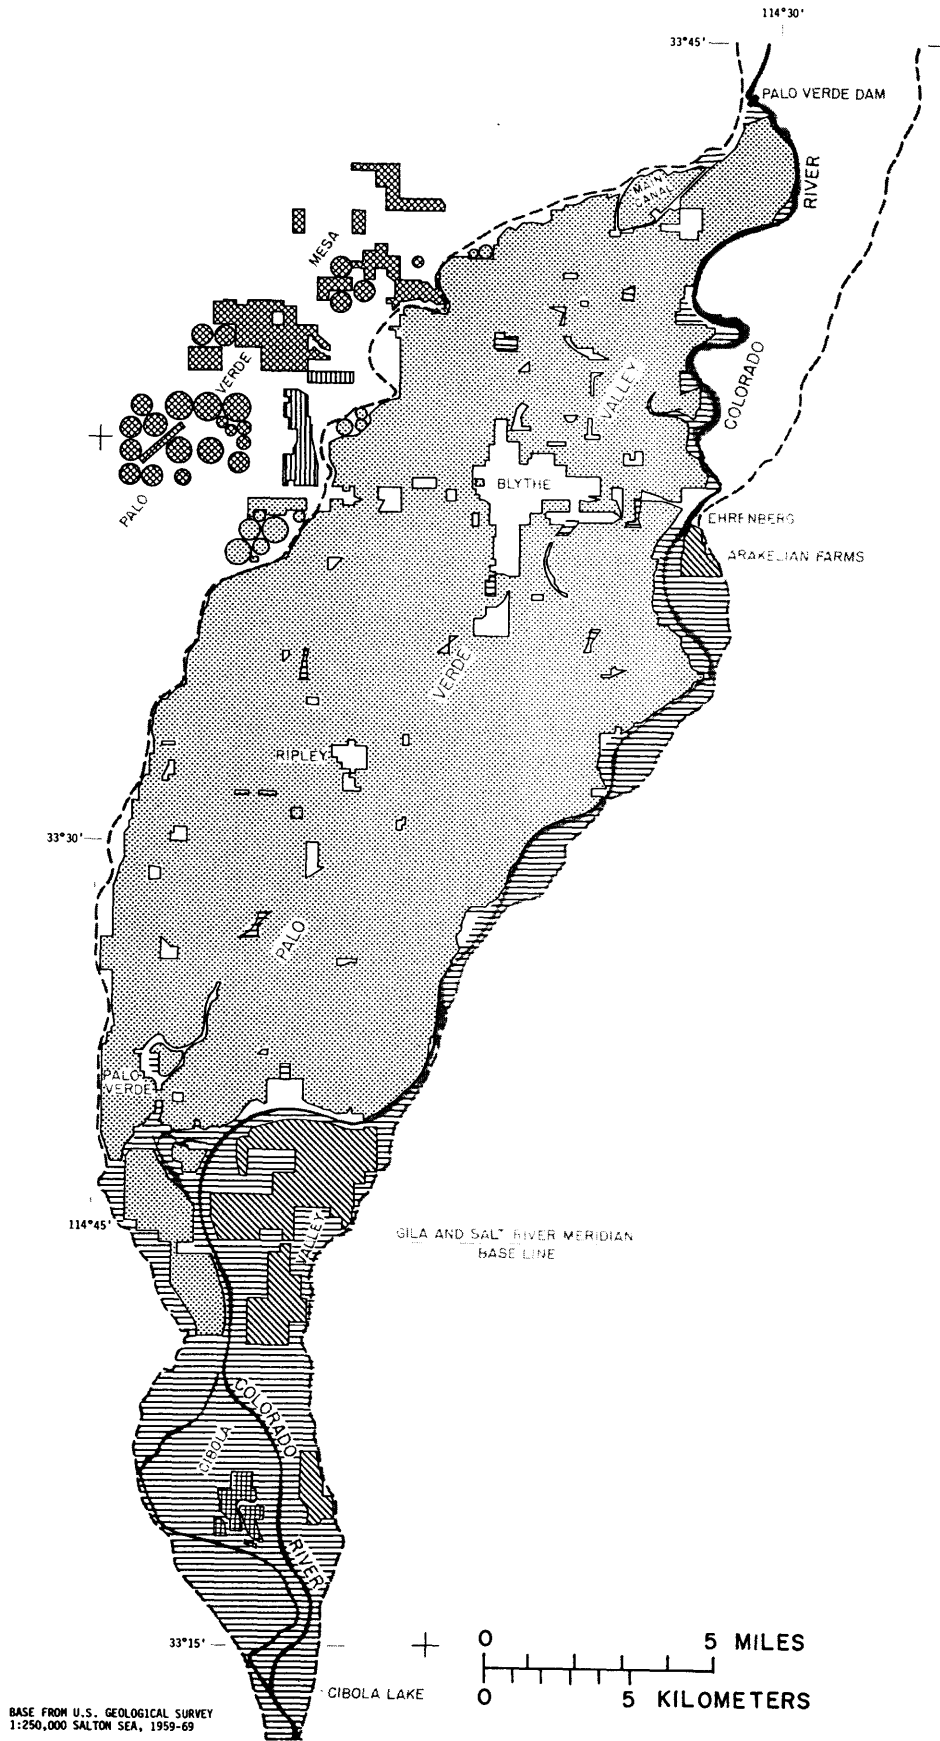 114°30'
33°45'
PALO VERDE DAM
RIVER
MAIN
CANAL
MESA
VERDE
PALO
COLORADO
VALLEY
BLYTHE
EHRENBERG
ARAKELIAN FARMS
VERDE
RIPLEY
33°30'
PALO
PALO
VERDE
114°45'
VALLEY
GILA AND SALT RIVER MERIDIAN
BASE LINE
COLORADO
CIBOLA
RIVER
33°15'
0 5 MILES
0 5 KILOMETERS
CIBOLA LAKE
BASE FROM U.S. GEOLOGICAL SURVEY
1:250,000 SALTON SEA, 1959-69